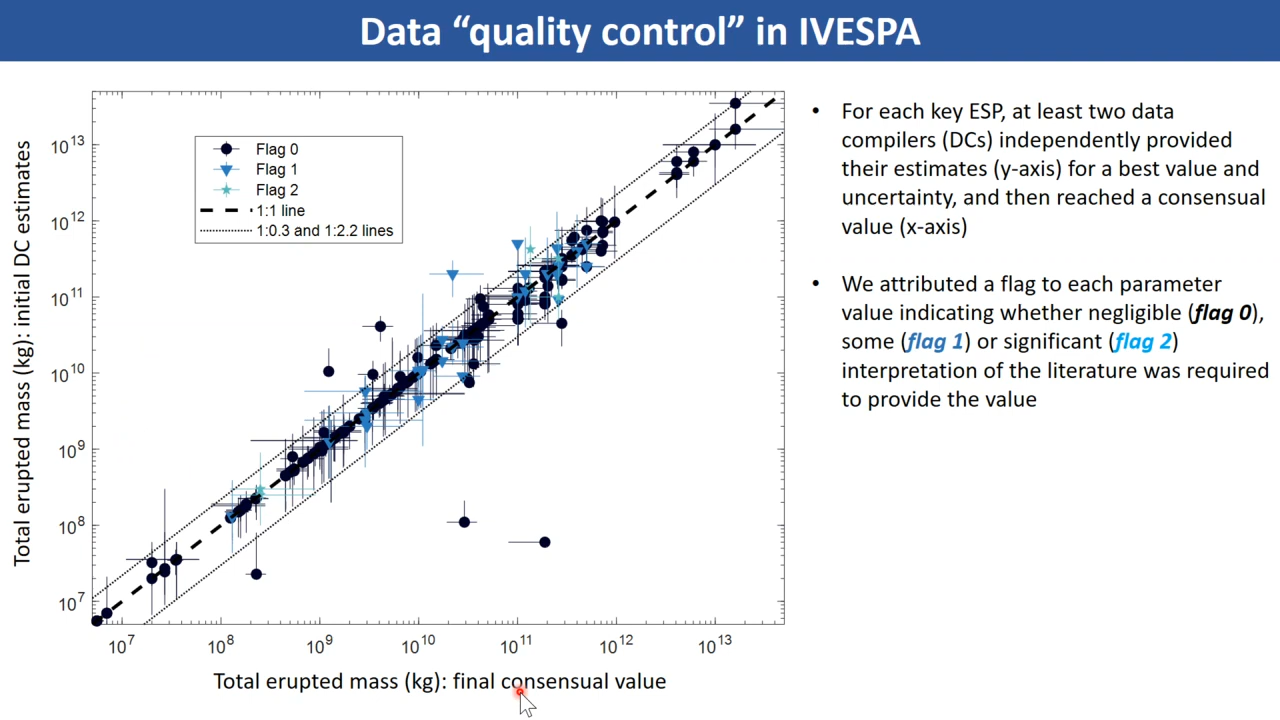 Data “quality control” in IVESPA
Total erupted mass (kg): initial DC estimates
10¹³
10¹²
10¹¹
10¹⁰
10⁹
10⁸
10⁷
Flag 0
Flag 1
Flag 2
1:1 line
1:0.3 and 1:2.2 lines
10⁷ 10⁸ 10⁹ 10¹⁰ 10¹¹ 10¹² 10¹³
Total erupted mass (kg): final consensual value
• For each key ESP, at least two data
compilers (DCs) independently provided
their estimates (y-axis) for a best value and
uncertainty, and then reached a consensual
value (x-axis)
• We attributed a flag to each parameter
value indicating whether negligible (flag 0),
some (flag 1) or significant (flag 2)
interpretation of the literature was required
to provide the value